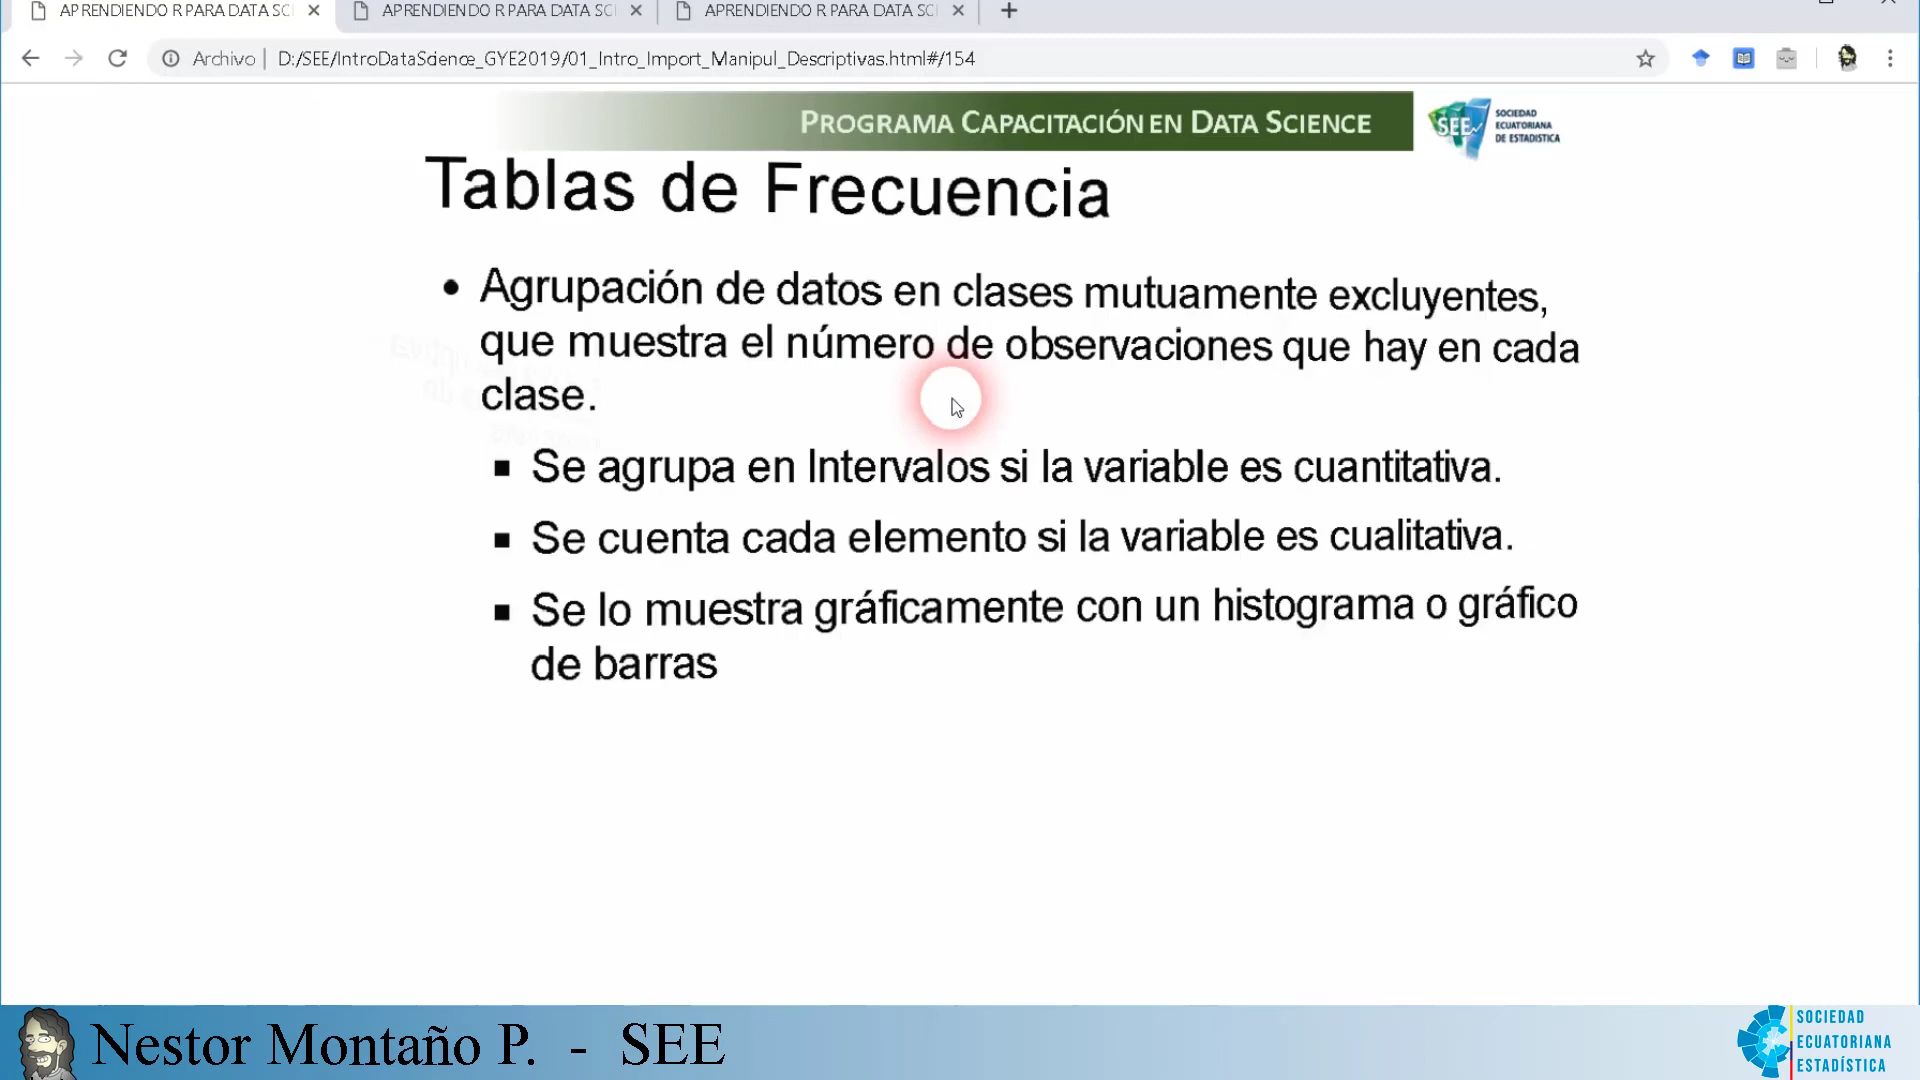 APRENDIENDO R PARA DATA SCI
APRENDIENDO R PARA DATA SCI
APRENDIENDO R PARA DATA SCI
Archivo | D:/SEE/IntroDataScience_GYE2019/01_Intro_Import_Manipul_Descriptivas.html#/154
PROGRAMA CAPACITACIÓN EN DATA SCIENCE
SEE
SOCIEDAD
ECUATORIANA
DE ESTADISTICA
Tablas de Frecuencia
• Agrupación de datos en clases mutuamente excluyentes,
que muestra el número de observaciones que hay en cada
clase.
▪ Se agrupa en Intervalos si la variable es cuantitativa.
▪ Se cuenta cada elemento si la variable es cualitativa.
▪ Se lo muestra gráficamente con un histograma o gráfico
de barras
Nestor Montaño P. - SEE
SOCIEDAD
ECUATORIANA
ESTADÍSTICA